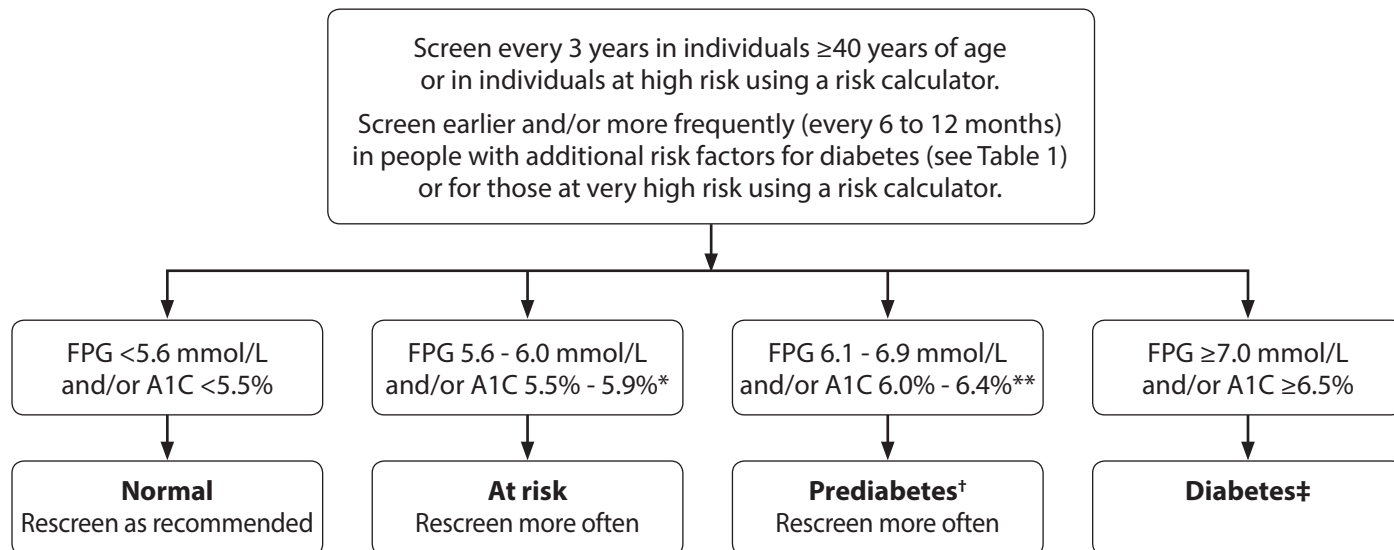 Screen every 3 years in individuals ≥40 years of age
or in individuals at high risk using a risk calculator.
Screen earlier and/or more frequently (every 6 to 12 months)
in people with additional risk factors for diabetes (see Table 1)
or for those at very high risk using a risk calculator.
FPG <5.6 mmol/L
and/or A1C <5.5%
FPG 5.6 - 6.0 mmol/L
and/or A1C 5.5% - 5.9%*
FPG 6.1 - 6.9 mmol/L
and/or A1C 6.0% - 6.4%**
FPG ≥7.0 mmol/L
and/or A1C ≥6.5%
Normal
Rescreen as recommended
At risk
Rescreen more often
Prediabetes†
Rescreen more often
Diabetes‡